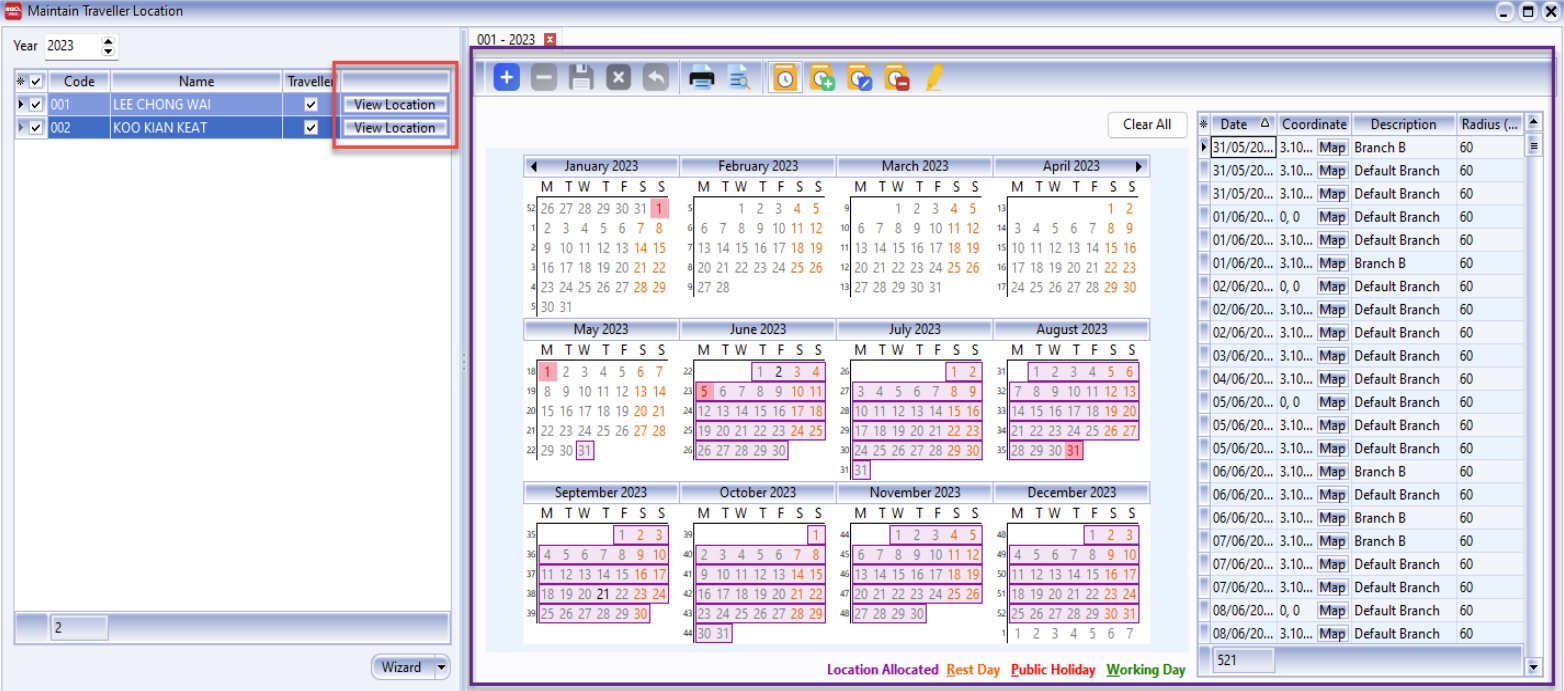 Maintain Traveller Location
Year 2023
001 - 2023
Code Name Traveller
001 LEE CHONG WAI View Location
002 KOO KIAN KEAT View Location
2
Wizard
Clear All
January 2023 February 2023 March 2023 April 2023
M T W T F S S M T W T F S S M T W T F S S M T W T F S S
52 26 27 28 29 30 31 1 5 1 2 3 4 5 9 1 2 3 4 5 13 1 2
1 2 3 4 5 6 7 8 6 6 7 8 9 10 11 12 10 6 7 8 9 10 11 12 14 3 4 5 6 7 8 9
2 9 10 11 12 13 14 15 7 13 14 15 16 17 18 19 11 13 14 15 16 17 18 19 15 10 11 12 13 14 15 16
3 16 17 18 19 20 21 22 8 20 21 22 23 24 25 26 12 20 21 22 23 24 25 26 16 17 18 19 20 21 22 23
4 23 24 25 26 27 28 29 9 27 28 13 27 28 29 30 31 17 24 25 26 27 28 29 30
5 30 31
May 2023 June 2023 July 2023 August 2023
M T W T F S S M T W T F S S M T W T F S S M T W T F S S
18 1 2 3 4 5 6 7 22 1 2 3 4 26 1 2 31 1 2 3 4 5 6
19 8 9 10 11 12 13 14 23 5 6 7 8 9 10 11 27 3 4 5 6 7 8 9 32 7 8 9 10 11 12 13
20 15 16 17 18 19 20 21 24 12 13 14 15 16 17 18 28 10 11 12 13 14 15 16 33 14 15 16 17 18 19 20
21 22 23 24 25 26 27 28 25 19 20 21 22 23 24 25 29 17 18 19 20 21 22 23 34 21 22 23 24 25 26 27
22 29 30 31 26 26 27 28 29 30 30 24 25 26 27 28 29 30 35 28 29 30 31
31 31
September 2023 October 2023 November 2023 December 2023
M T W T F S S M T W T F S S M T W T F S S M T W T F S S
35 1 2 3 39 1 44 1 2 3 4 5 48 1 2 3
36 4 5 6 7 8 9 10 40 2 3 4 5 6 7 8 45 6 7 8 9 10 11 12 49 4 5 6 7 8 9 10
37 11 12 13 14 15 16 17 41 9 10 11 12 13 14 15 46 13 14 15 16 17 18 19 50 11 12 13 14 15 16 17
38 18 19 20 21 22 23 24 42 16 17 18 19 20 21 22 47 20 21 22 23 24 25 26 51 18 19 20 21 22 23 24
39 25 26 27 28 29 30 43 23 24 25 26 27 28 29 48 27 28 29 30 52 25 26 27 28 29 30 31
44 30 31 1 1 2 3 4 5 6 7
Location Allocated Rest Day Public Holiday Working Day
Date Coordinate Description Radius (...
31/05/20... 3.10... Map Branch B 60
31/05/20... 3.10... Map Default Branch 60
31/05/20... 3.10... Map Default Branch 60
01/06/20... 0, 0 Map Default Branch 60
01/06/20... 3.10... Map Default Branch 60
01/06/20... 3.10... Map Branch B 60
02/06/20... 0, 0 Map Default Branch 60
02/06/20... 3.10... Map Default Branch 60
02/06/20... 3.10... Map Default Branch 60
03/06/20... 3.10... Map Default Branch 60
04/06/20... 3.10... Map Default Branch 60
05/06/20... 0, 0 Map Default Branch 60
05/06/20... 3.10... Map Default Branch 60
05/06/20... 3.10... Map Default Branch 60
06/06/20... 3.10... Map Branch B 60
06/06/20... 3.10... Map Default Branch 60
06/06/20... 3.10... Map Branch B 60
07/06/20... 3.10... Map Branch B 60
07/06/20... 3.10... Map Default Branch 60
07/06/20... 3.10... Map Default Branch 60
08/06/20... 0, 0 Map Default Branch 60
08/06/20... 3.10... Map Default Branch 60
521